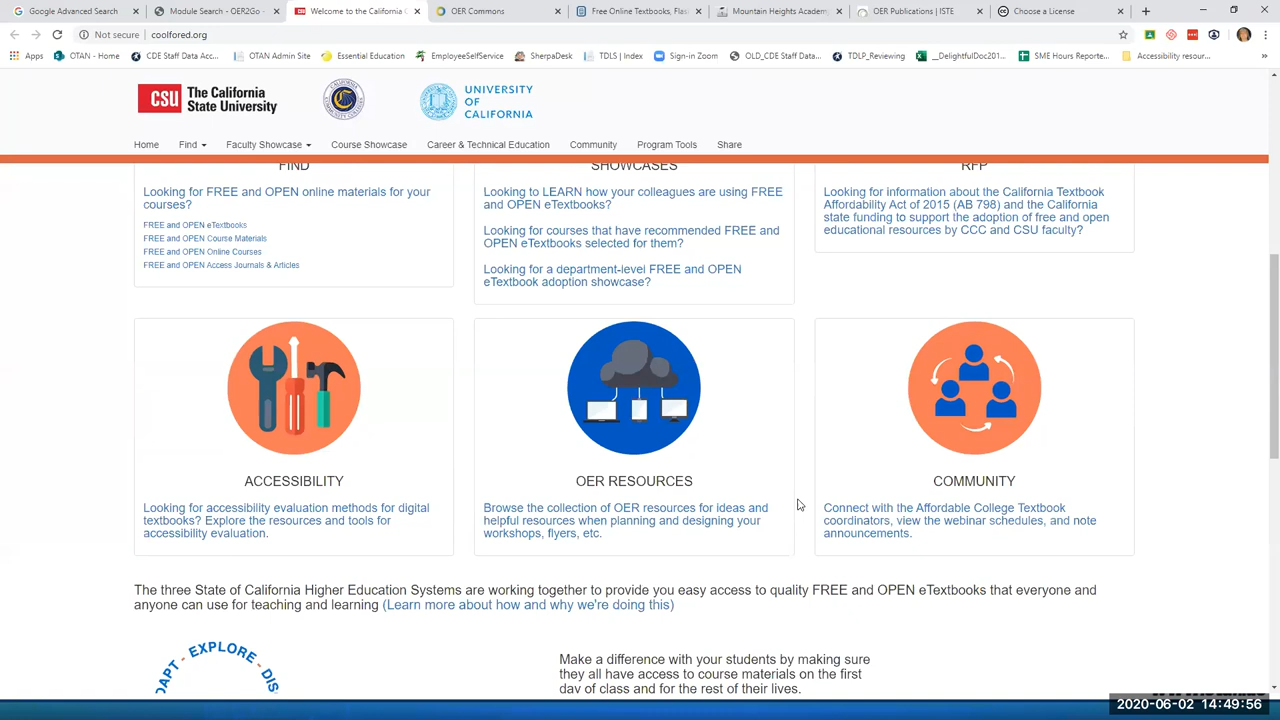 Google Advanced Search
Module Search - OER2Go
Welcome to the California
OER Commons
Free Online Textbooks, Flas
Mountain Heights Academ
OER Publications | ISTE
Choose a License
Not secure | coolfored.org
Apps
OTAN - Home
CDE Staff Data Acc...
OTAN Admin Site
Essential Education
EmployeeSelfService
SherpaDesk
TDLS | Index
Sign-in Zoom
OLD_CDE Staff Data...
TDLP_Reviewing
__DelightfulDoc201...
SME Hours Reporte...
Accessibility resour...
CSU The California
State University
UNIVERSITY
OF
CALIFORNIA
Home Find Faculty Showcase Course Showcase Career & Technical Education Community Program Tools Share
FIND
Looking for FREE and OPEN online materials for your
courses?
FREE and OPEN eTextbooks
FREE and OPEN Course Materials
FREE and OPEN Online Courses
FREE and OPEN Access Journals & Articles
SHOWCASES
Looking to LEARN how your colleagues are using FREE
and OPEN eTextbooks?
Looking for courses that have recommended FREE and
OPEN eTextbooks selected for them?
Looking for a department-level FREE and OPEN
eTextbook adoption showcase?
RFP
Looking for information about the California Textbook
Affordability Act of 2015 (AB 798) and the California
state funding to support the adoption of free and open
educational resources by CCC and CSU faculty?
ACCESSIBILITY
Looking for accessibility evaluation methods for digital
textbooks? Explore the resources and tools for
accessibility evaluation.
OER RESOURCES
Browse the collection of OER resources for ideas and
helpful resources when planning and designing your
workshops, flyers, etc.
COMMUNITY
Connect with the Affordable College Textbook
coordinators, view the webinar schedules, and note
announcements.
The three State of California Higher Education Systems are working together to provide you easy access to quality FREE and OPEN eTextbooks that everyone and
anyone can use for teaching and learning (Learn more about how and why we're doing this)
APT - EXPLORE - DIS
Make a difference with your students by making sure
they all have access to course materials on the first
day of class and for the rest of their lives.
2020-06-02 14:49:56